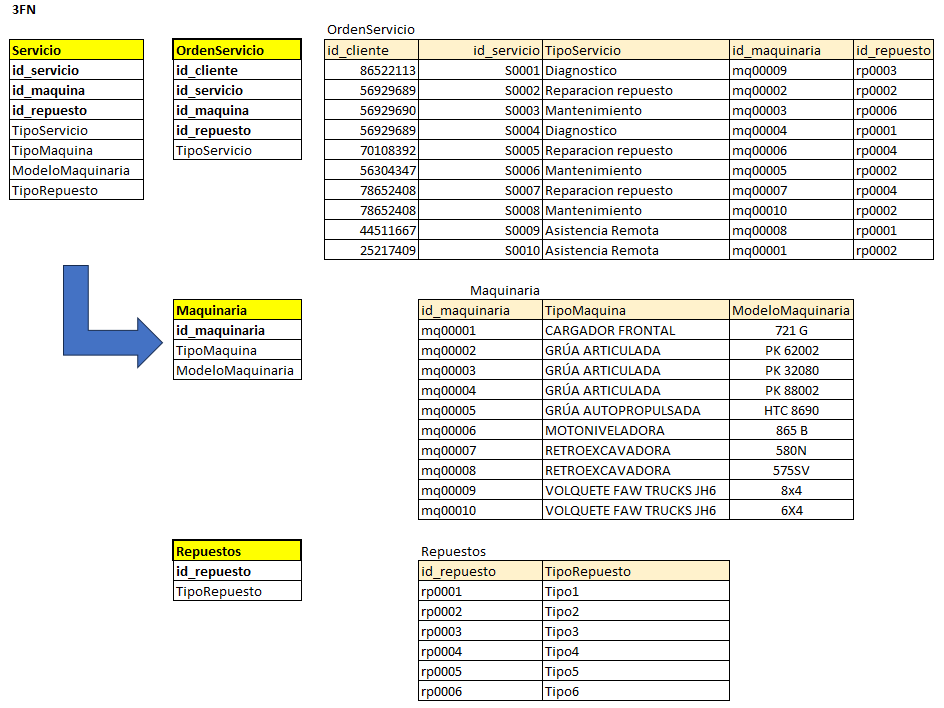 3FN
Servicio
id_servicio
id_maquina
id_repuesto
TipoServicio
TipoMaquina
ModeloMaquinaria
TipoRepuesto
OrdenServicio
id_cliente
id_servicio
id_maquina
id_repuesto
TipoServicio
OrdenServicio
id_cliente id_servicio TipoServicio id_maquinaria id_repuesto
86522113 S0001 Diagnostico mq00009 rp0003
56929689 S0002 Reparacion repuesto mq00002 rp0002
56929690 S0003 Mantenimiento mq00003 rp0006
56929689 S0004 Diagnostico mq00004 rp0001
70108392 S0005 Reparacion repuesto mq00006 rp0004
56304347 S0006 Mantenimiento mq00005 rp0002
78652408 S0007 Reparacion repuesto mq00007 rp0004
78652408 S0008 Mantenimiento mq00010 rp0002
44511667 S0009 Asistencia Remota mq00008 rp0001
25217409 S0010 Asistencia Remota mq00001 rp0002
Maquinaria
id_maquinaria
TipoMaquina
ModeloMaquinaria
Maquinaria
id_maquinaria TipoMaquina ModeloMaquinaria
mq00001 CARGADOR FRONTAL 721 G
mq00002 GRÚA ARTICULADA PK 62002
mq00003 GRÚA ARTICULADA PK 32080
mq00004 GRÚA ARTICULADA PK 88002
mq00005 GRÚA AUTOPROPULSADA HTC 8690
mq00006 MOTONIVELADORA 865 B
mq00007 RETROEXCAVADORA 580N
mq00008 RETROEXCAVADORA 575SV
mq00009 VOLQUETE FAW TRUCKS JH6 8x4
mq00010 VOLQUETE FAW TRUCKS JH6 6X4
Repuestos
id_repuesto
TipoRepuesto
Repuestos
id_repuesto TipoRepuesto
rp0001 Tipo1
rp0002 Tipo2
rp0003 Tipo3
rp0004 Tipo4
rp0005 Tipo5
rp0006 Tipo6